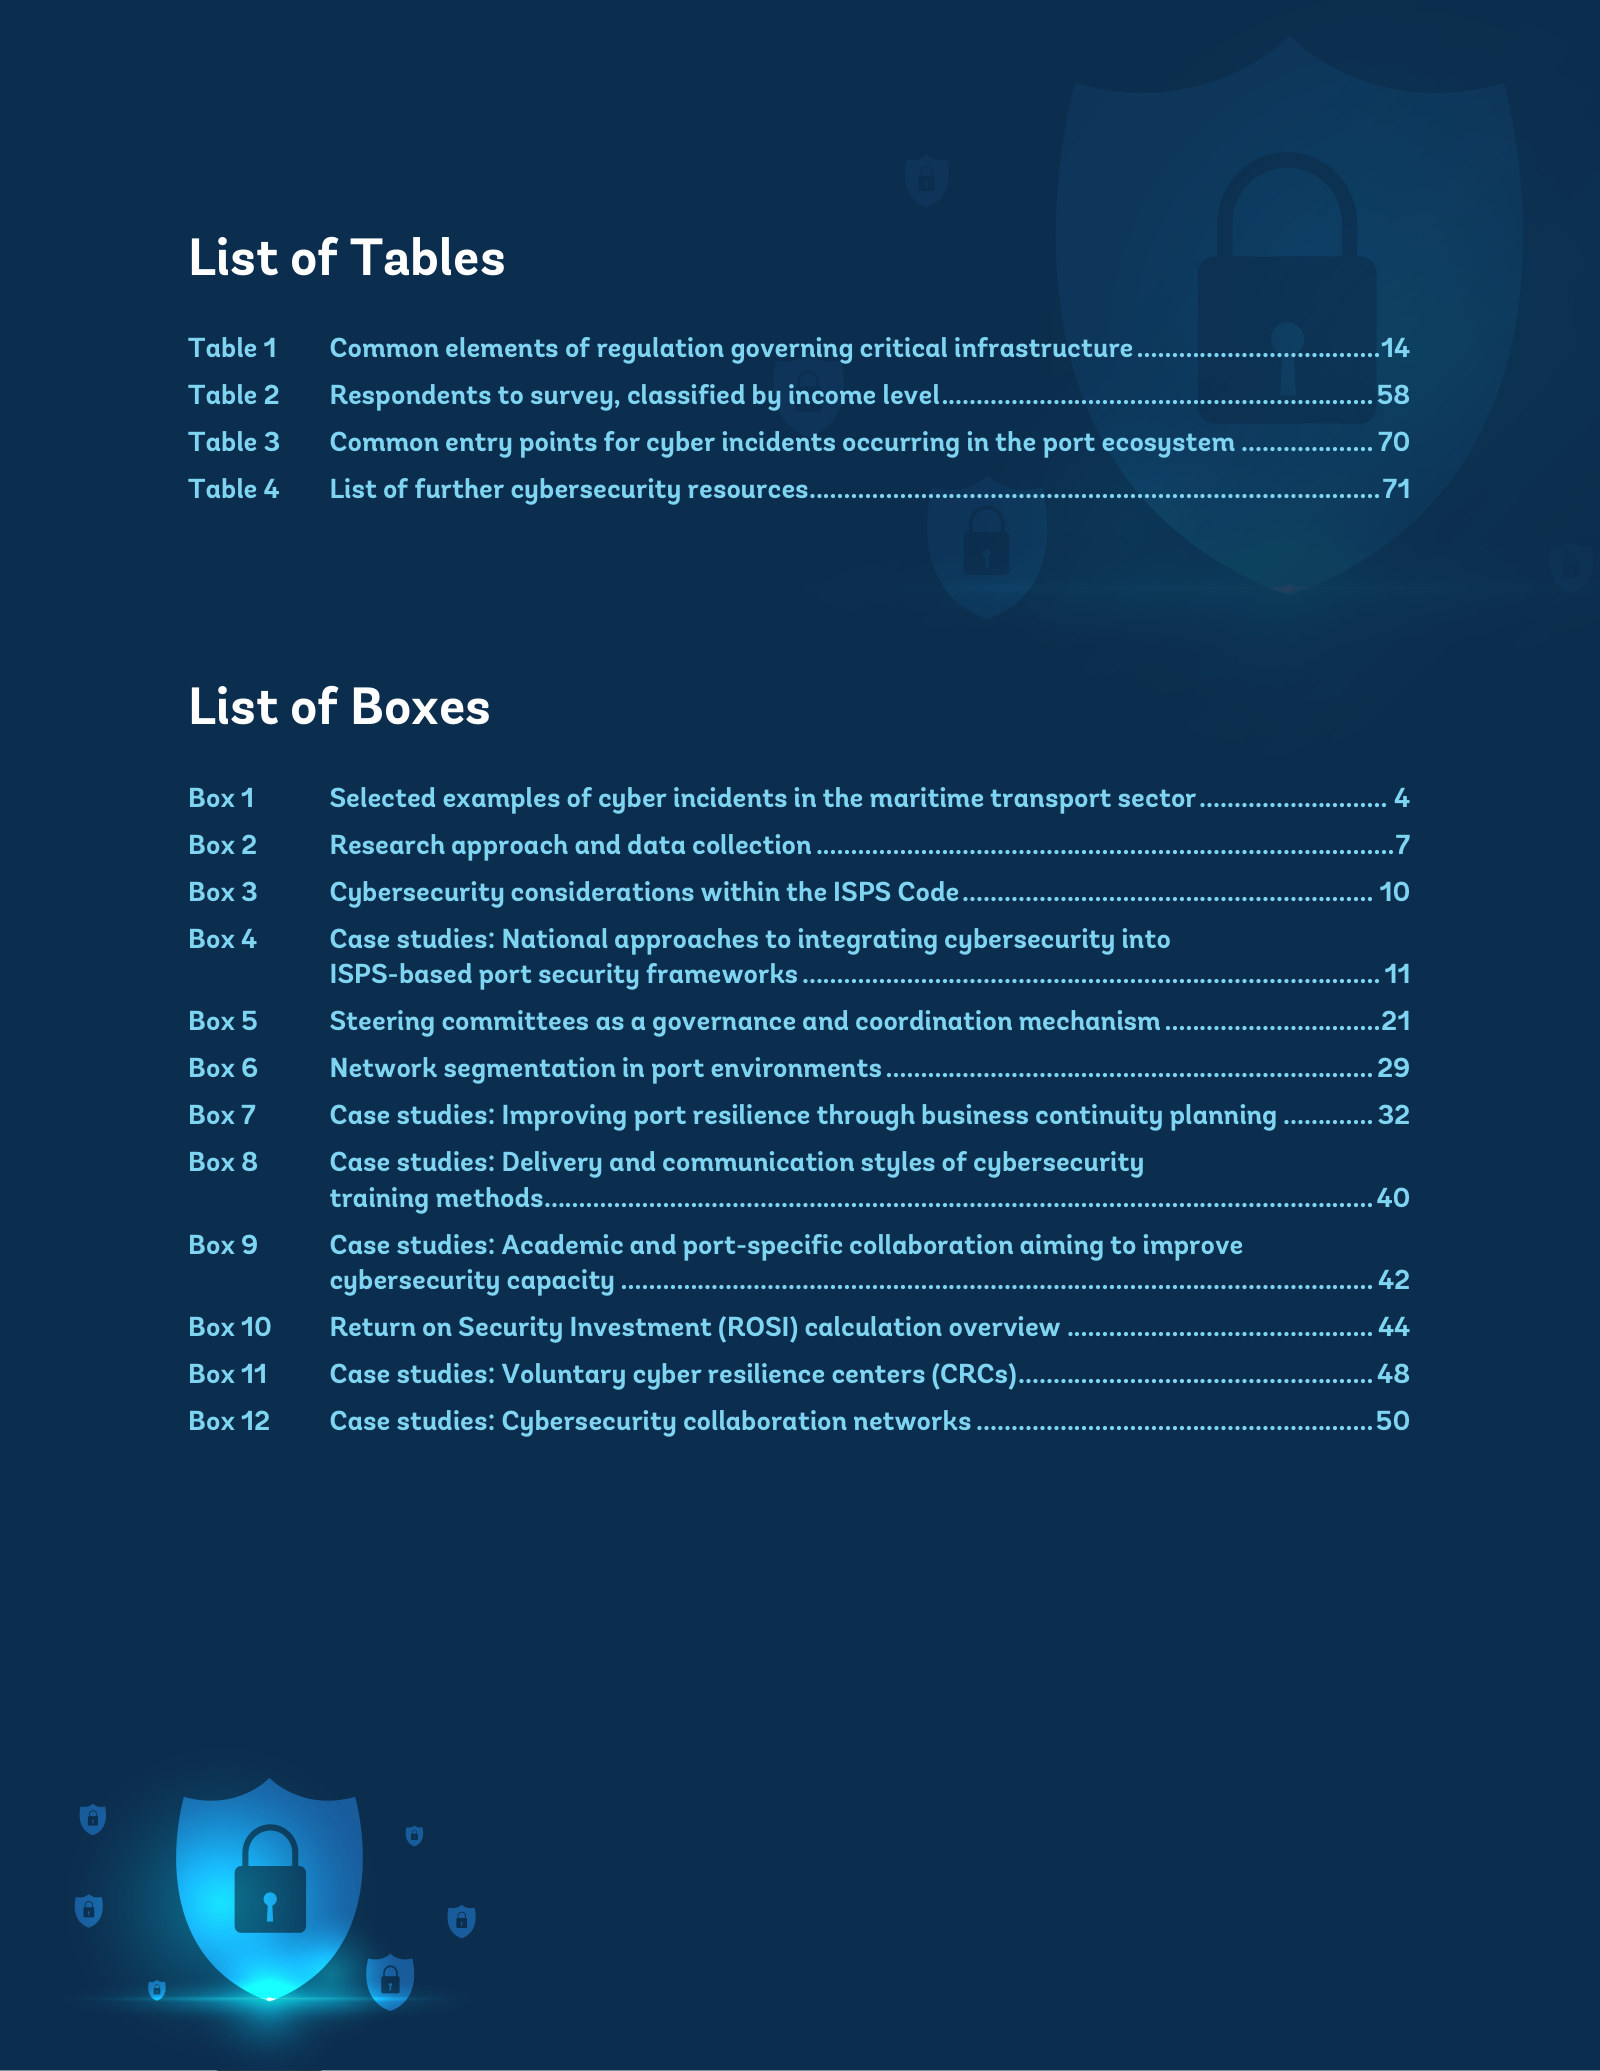 List of Tables
Table 1 Common elements of regulation governing critical infrastructure...................................14
Table 2 Respondents to survey, classified by income level.............................................................. 58
Table 3 Common entry points for cyber incidents occurring in the port ecosystem ................... 70
Table 4 List of further cybersecurity resources..................................................................................71
List of Boxes
Box 1 Selected examples of cyber incidents in the maritime transport sector........................... 4
Box 2 Research approach and data collection ...................................................................................7
Box 3 Cybersecurity considerations within the ISPS Code........................................................... 10
Box 4 Case studies: National approaches to integrating cybersecurity into
ISPS-based port security frameworks ................................................................................... 11
Box 5 Steering committees as a governance and coordination mechanism...............................21
Box 6 Network segmentation in port environments...................................................................... 29
Box 7 Case studies: Improving port resilience through business continuity planning ............. 32
Box 8 Case studies: Delivery and communication styles of cybersecurity
training methods....................................................................................................................... 40
Box 9 Case studies: Academic and port-specific collaboration aiming to improve
cybersecurity capacity ............................................................................................................ 42
Box 10 Return on Security Investment (ROSI) calculation overview ............................................ 44
Box 11 Case studies: Voluntary cyber resilience centers (CRCs)................................................... 48
Box 12 Case studies: Cybersecurity collaboration networks ......................................................... 50